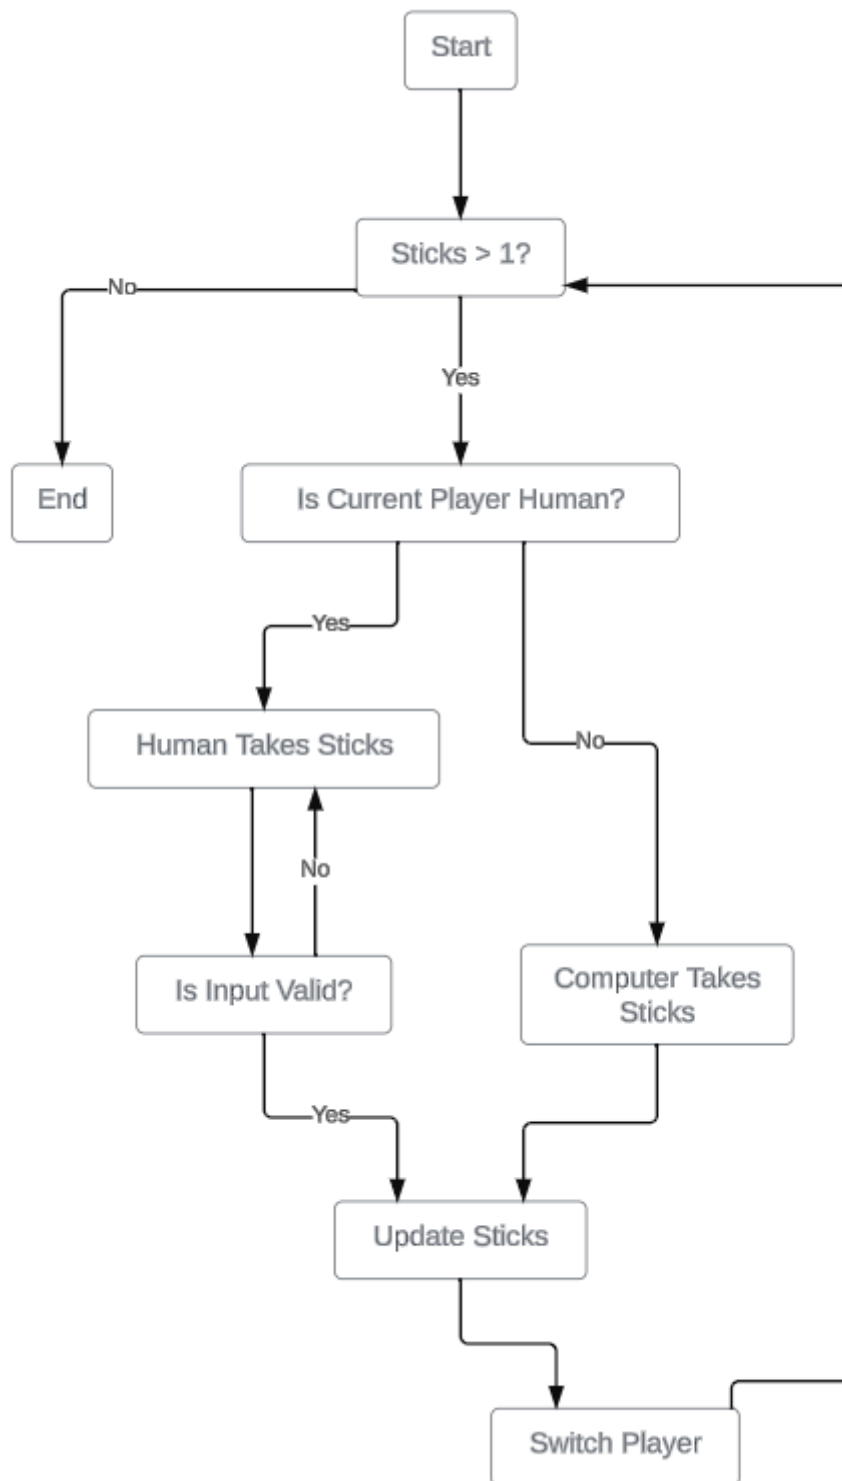 Start
Sticks > 1?
No
Yes
End
Is Current Player Human?
Yes
Human Takes Sticks
No
No
Is Input Valid?
Computer Takes
Sticks
Yes
Update Sticks
Switch Player